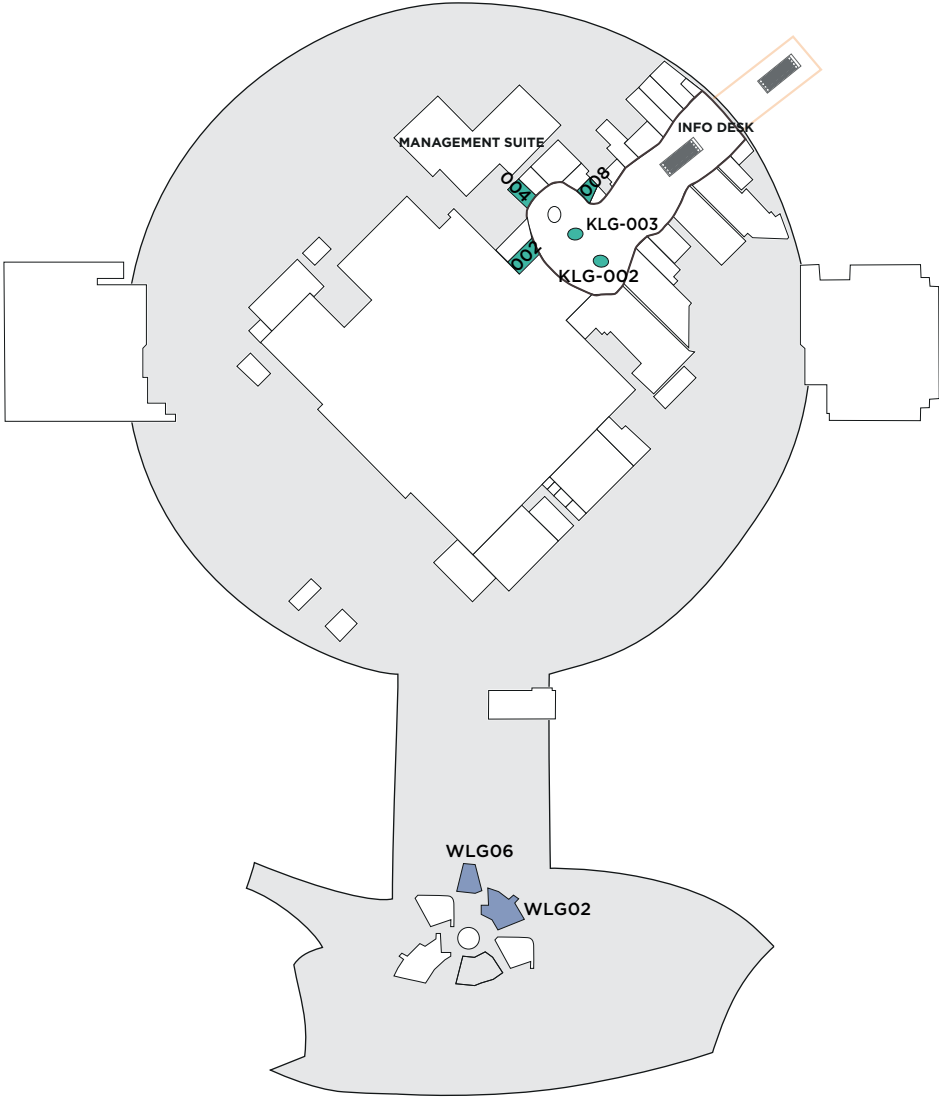 INFO DESK
MANAGEMENT SUITE
004
008
KLG-003
002
KLG-002
WLG06
WLG02